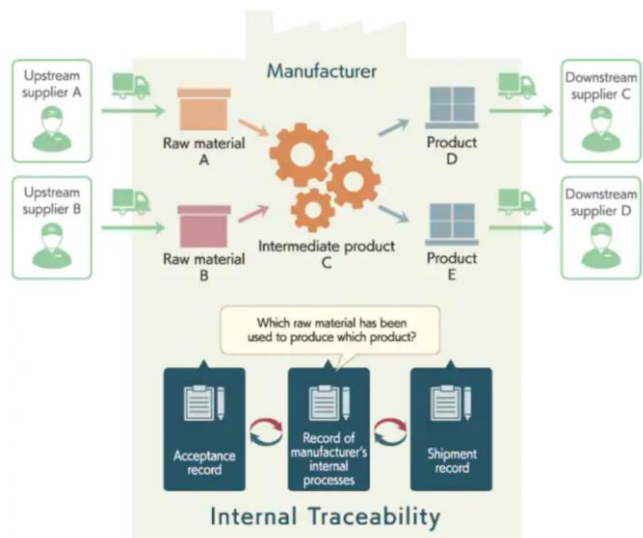 Manufacturer
Upstream
supplier A
Raw material
A
Product
D
Downstream
supplier C
Upstream
supplier B
Raw material
B
Intermediate product
C
Product
E
Downstream
supplier D
Which raw material has been
used to produce which product?
Acceptance
record
Record of
manufacturer's
internal
processes
Shipment
record
Internal Traceability